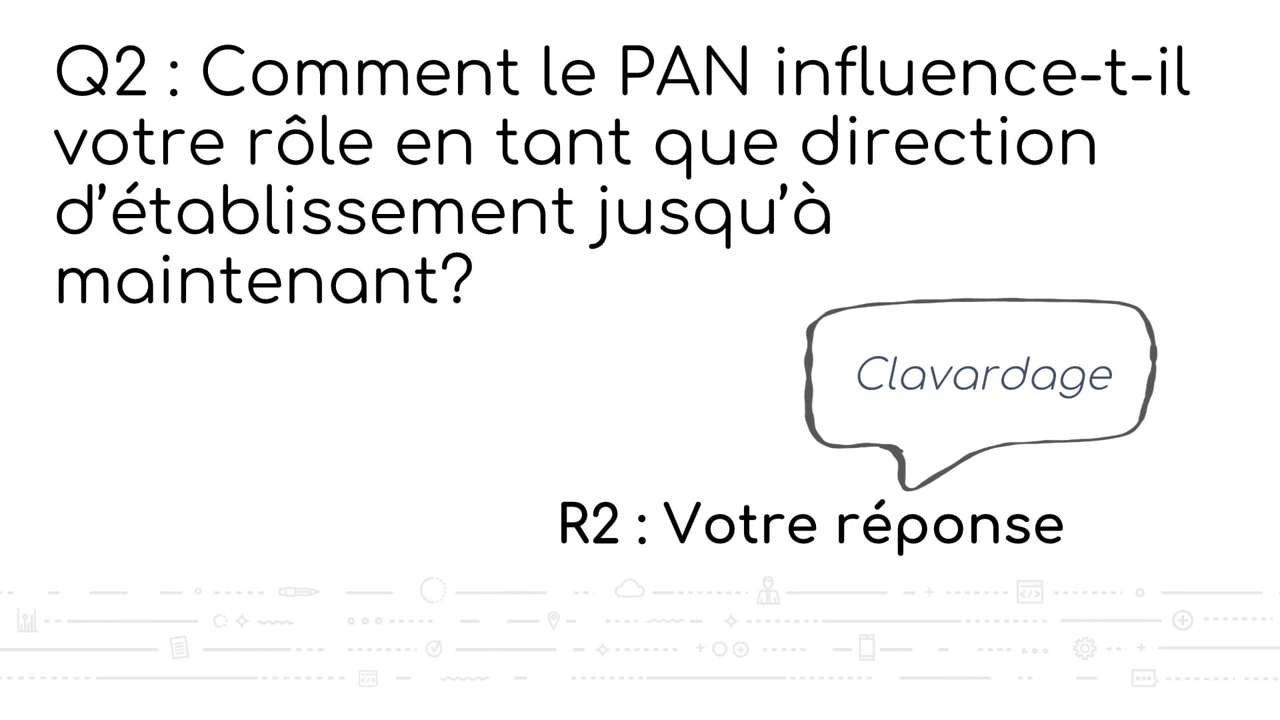 Q2 : Comment le PAN influence-t-il
votre rôle en tant que direction
d’établissement jusqu’à
maintenant?
Clavardage
R2 : Votre réponse